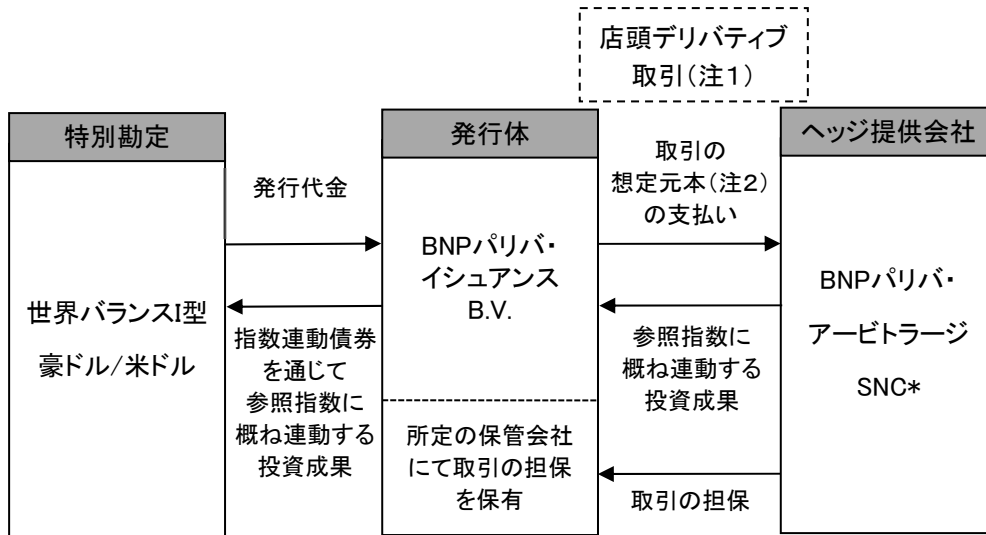 店頭デリバティブ
取引(注1)
特別勘定
発行体
ヘッジ提供会社
世界バランスI型
豪ドル/米ドル
発行代金
指数連動債券
を通じて
参照指数に
概ね連動する
投資成果
BNPパリバ・
イシュアンス
B.V.
所定の保管会社
にて取引の担保
を保有
取引の
想定元本(注2)
の支払い
参照指数に
概ね連動する
投資成果
取引の担保
BNPパリバ・
アービトラージ
SNC*